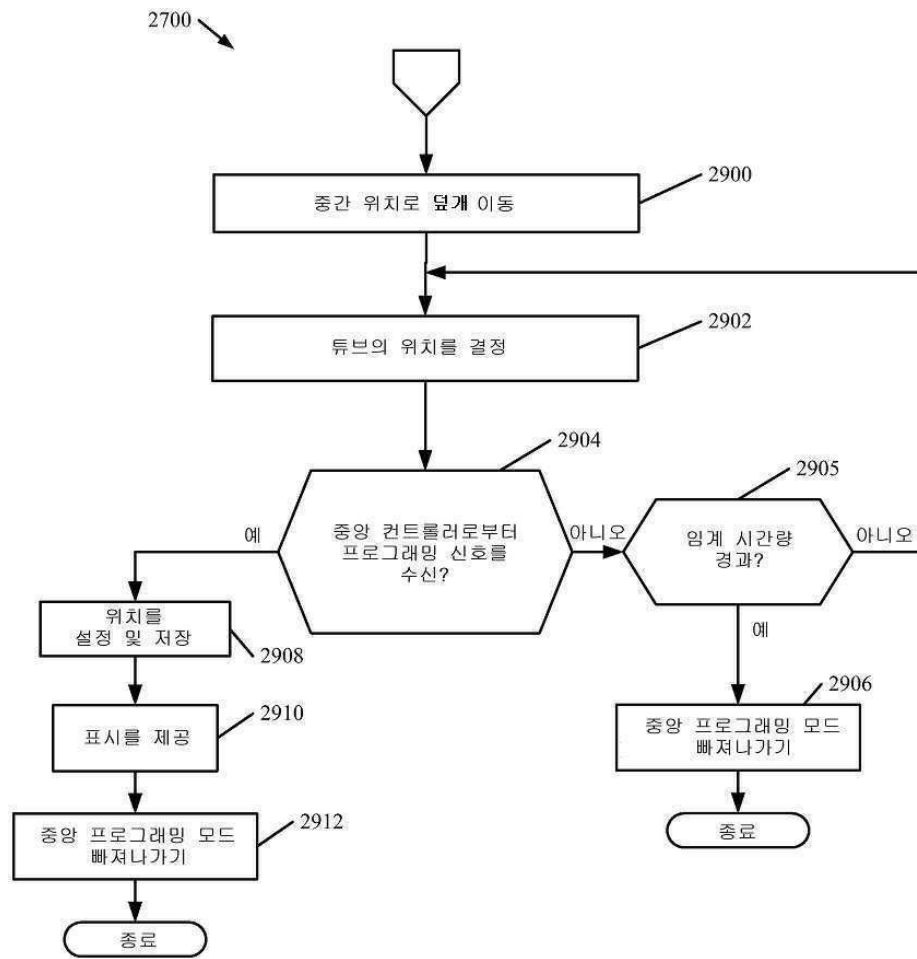 2700
2900
중간 위치로 덮개 이동
2902
튜브의 위치를 결정
2904
2905
예
중앙 컨트롤러로부터
프로그래밍 신호를
수신?
아니오
임계 시간량
경과?
아니오
예
위치를
설정 및 저장
2908
2906
중앙 프로그래밍 모드
빠져나가기
2910
표시를 제공
2912
중앙 프로그래밍 모드
빠져나가기
종료
종료